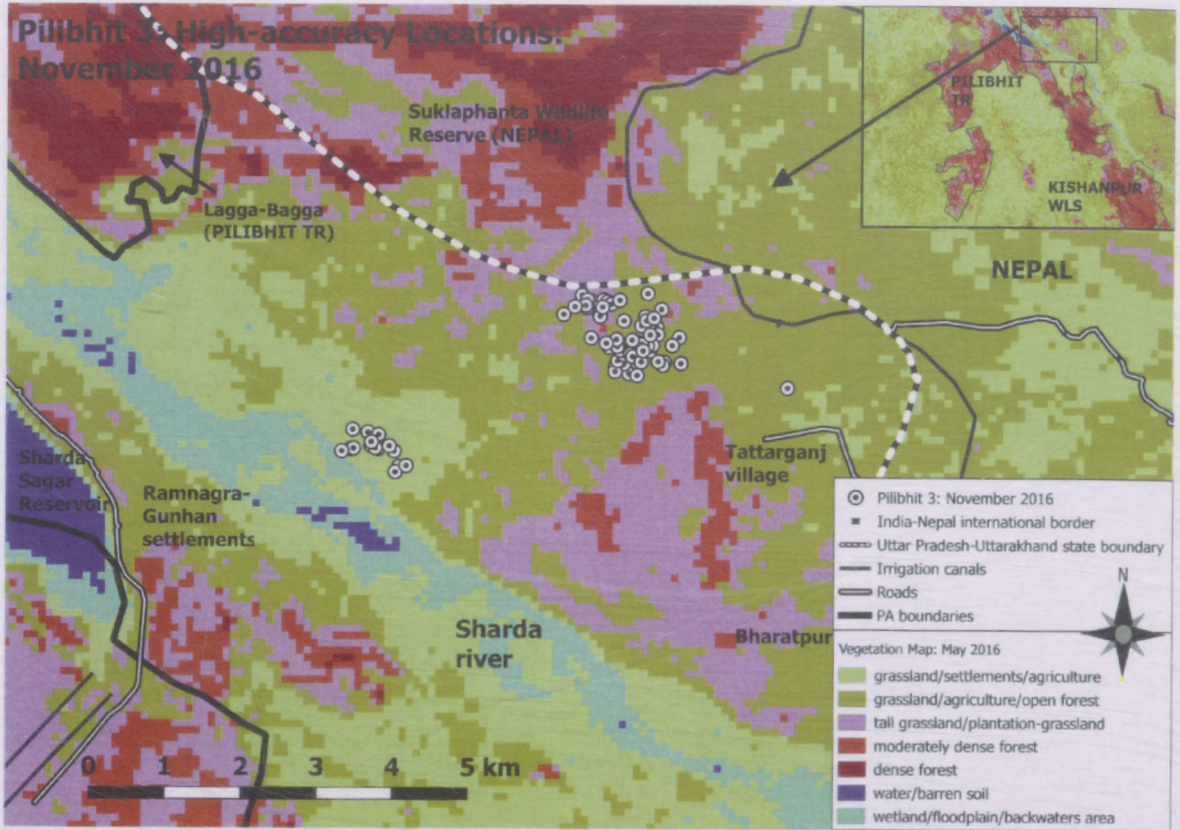 Pilibhit 3: High-accuracy Locations:
November 2016
Suklaphanta Wildlife
Reserve (NEPAL)
PILIBHIT
TR
KISHANPUR
WLS
Lagga-Bagga
(PILIBHIT TR)
NEPAL
Sharda
Sagar
Reservoir
Ramnagra-
Gunhan
settlements
Tattarganj
village
Sharda
river
Bharatpur
Pilibhit 3: November 2016
India-Nepal international border
Uttar Pradesh-Uttarakhand state boundary
Irrigation canals
Roads
PA boundaries
N
Vegetation Map: May 2016
grassland/settlements/agriculture
grassland/agriculture/open forest
tall grassland/plantation-grassland
moderately dense forest
dense forest
water/barren soil
wetland/floodplain/backwaters area
0 1 2 3 4 5 km